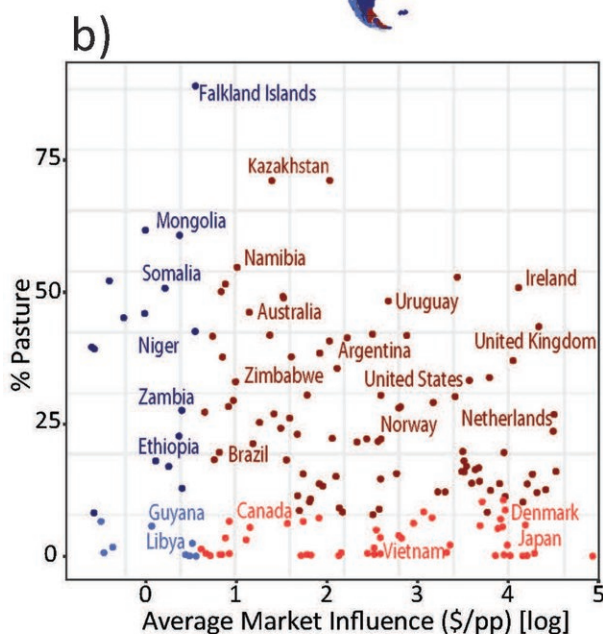 b)
Falkland Islands
75
Kazakhstan
Mongolia
Namibia
Somalia
Ireland
50
Uruguay
Australia
United Kingdom
Niger
Argentina
Zimbabwe
United States
Zambia
Netherlands
25
Norway
Ethiopia
Brazil
Guyana
Canada
Denmark
Libya
Vietnam
Japan
0
% Pasture
0 1 2 3 4 5
Average Market Influence ($/pp) [log]